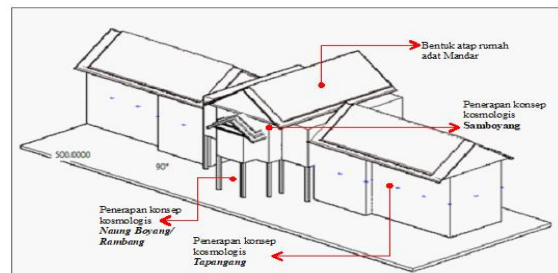 Bentuk atap rumah
adat Mandar
Penerapan konsep
kosmologis
Samboyang
500.0000
90°
Penerapan konsep
kosmologis
Naung Boyang/
Rambang
Penerapan konsep
kosmologis
Tapangang